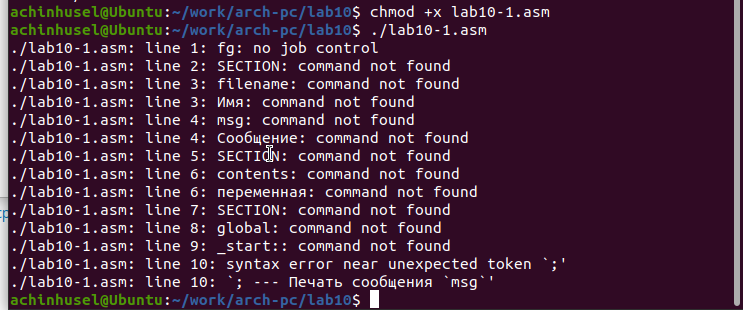 achinhusel@Ubuntu:~/work/arch-pc/lab10$ chmod +x lab10-1.asm
achinhusel@Ubuntu:~/work/arch-pc/lab10$ ./lab10-1.asm
./lab10-1.asm: line 1: fg: no job control
./lab10-1.asm: line 2: SECTION: command not found
./lab10-1.asm: line 3: filename: command not found
./lab10-1.asm: line 3: Имя: command not found
./lab10-1.asm: line 4: msg: command not found
./lab10-1.asm: line 4: Сообщение: command not found
./lab10-1.asm: line 5: SECTION: command not found
./lab10-1.asm: line 6: contents: command not found
./lab10-1.asm: line 6: переменная: command not found
./lab10-1.asm: line 7: SECTION: command not found
./lab10-1.asm: line 8: global: command not found
./lab10-1.asm: line 9: _start:: command not found
./lab10-1.asm: line 10: syntax error near unexpected token `;'
./lab10-1.asm: line 10: `; --- Печать сообщения `msg`'
achinhusel@Ubuntu:~/work/arch-pc/lab10$